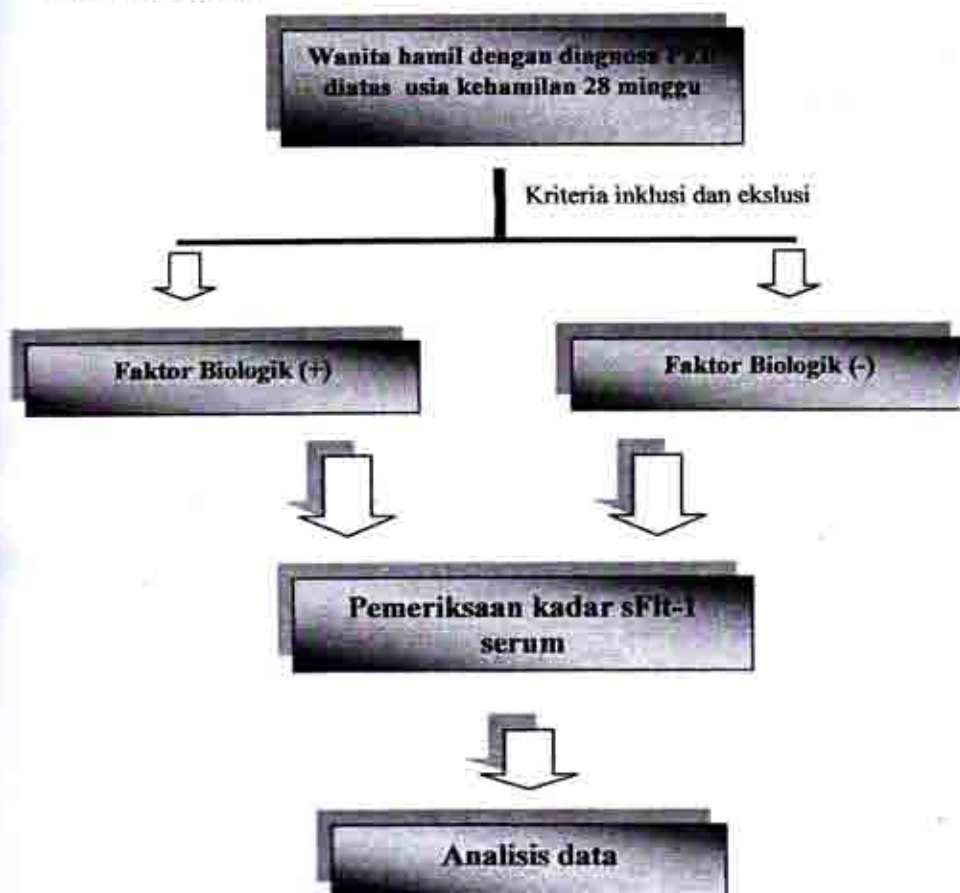 Wanita hamil dengan diagnosa
diatas usia kehamilan 28 minggu
Kriteria inklusi dan ekslusi
Faktor Biologik (+)
Faktor Biologik (-)
Pemeriksaan kadar sFlt-1
serum
Analisis data